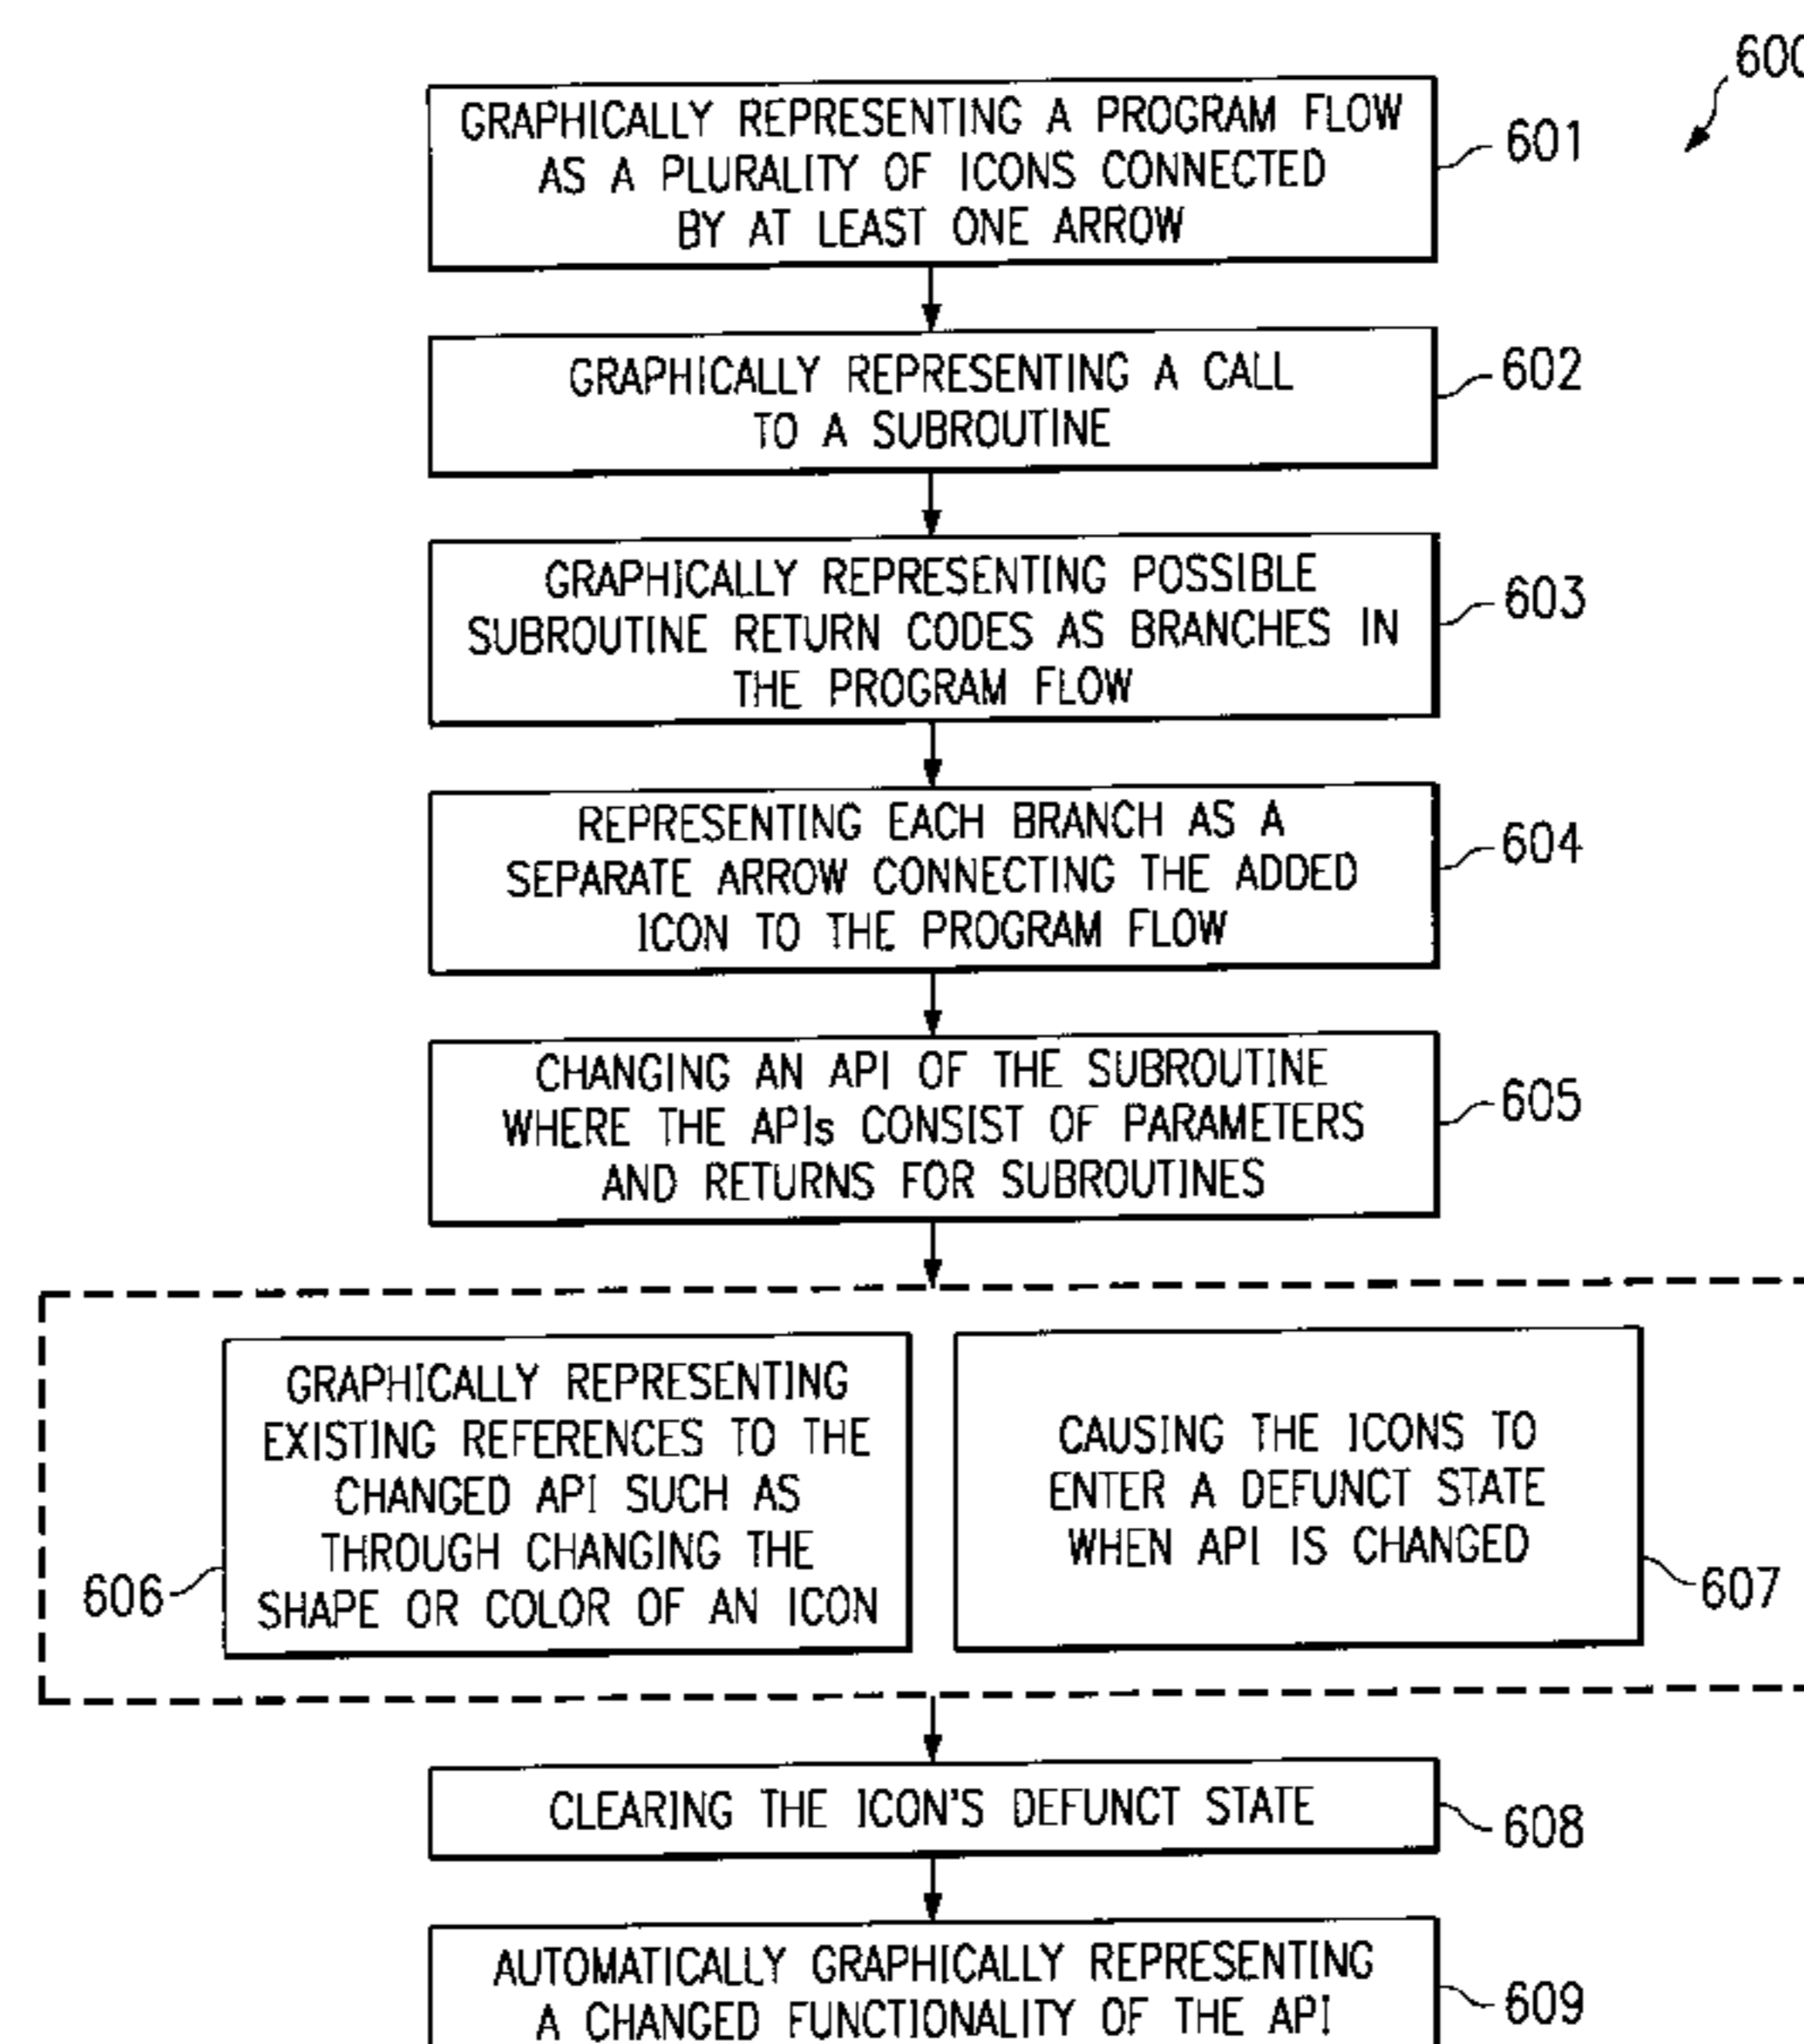 600
GRAPHICALLY REPRESENTING A PROGRAM FLOW
AS A PLURALITY OF ICONS CONNECTED
BY AT LEAST ONE ARROW
601
GRAPHICALLY REPRESENTING A CALL
TO A SUBROUTINE
602
GRAPHICALLY REPRESENTING POSSIBLE
SUBROUTINE RETURN CODES AS BRANCHES IN
THE PROGRAM FLOW
603
REPRESENTING EACH BRANCH AS A
SEPARATE ARROW CONNECTING THE ADDED
ICON TO THE PROGRAM FLOW
604
CHANGING AN API OF THE SUBROUTINE
WHERE THE APIs CONSIST OF PARAMETERS
AND RETURNS FOR SUBROUTINES
605
GRAPHICALLY REPRESENTING
EXISTING REFERENCES TO THE
CHANGED API SUCH AS
THROUGH CHANGING THE
SHAPE OR COLOR OF AN ICON
606
CAUSING THE ICONS TO
ENTER A DEFUNCT STATE
WHEN API IS CHANGED
607
CLEARING THE ICON'S DEFUNCT STATE
608
AUTOMATICALLY GRAPHICALLY REPRESENTING
A CHANGED FUNCTIONALITY OF THE API
609